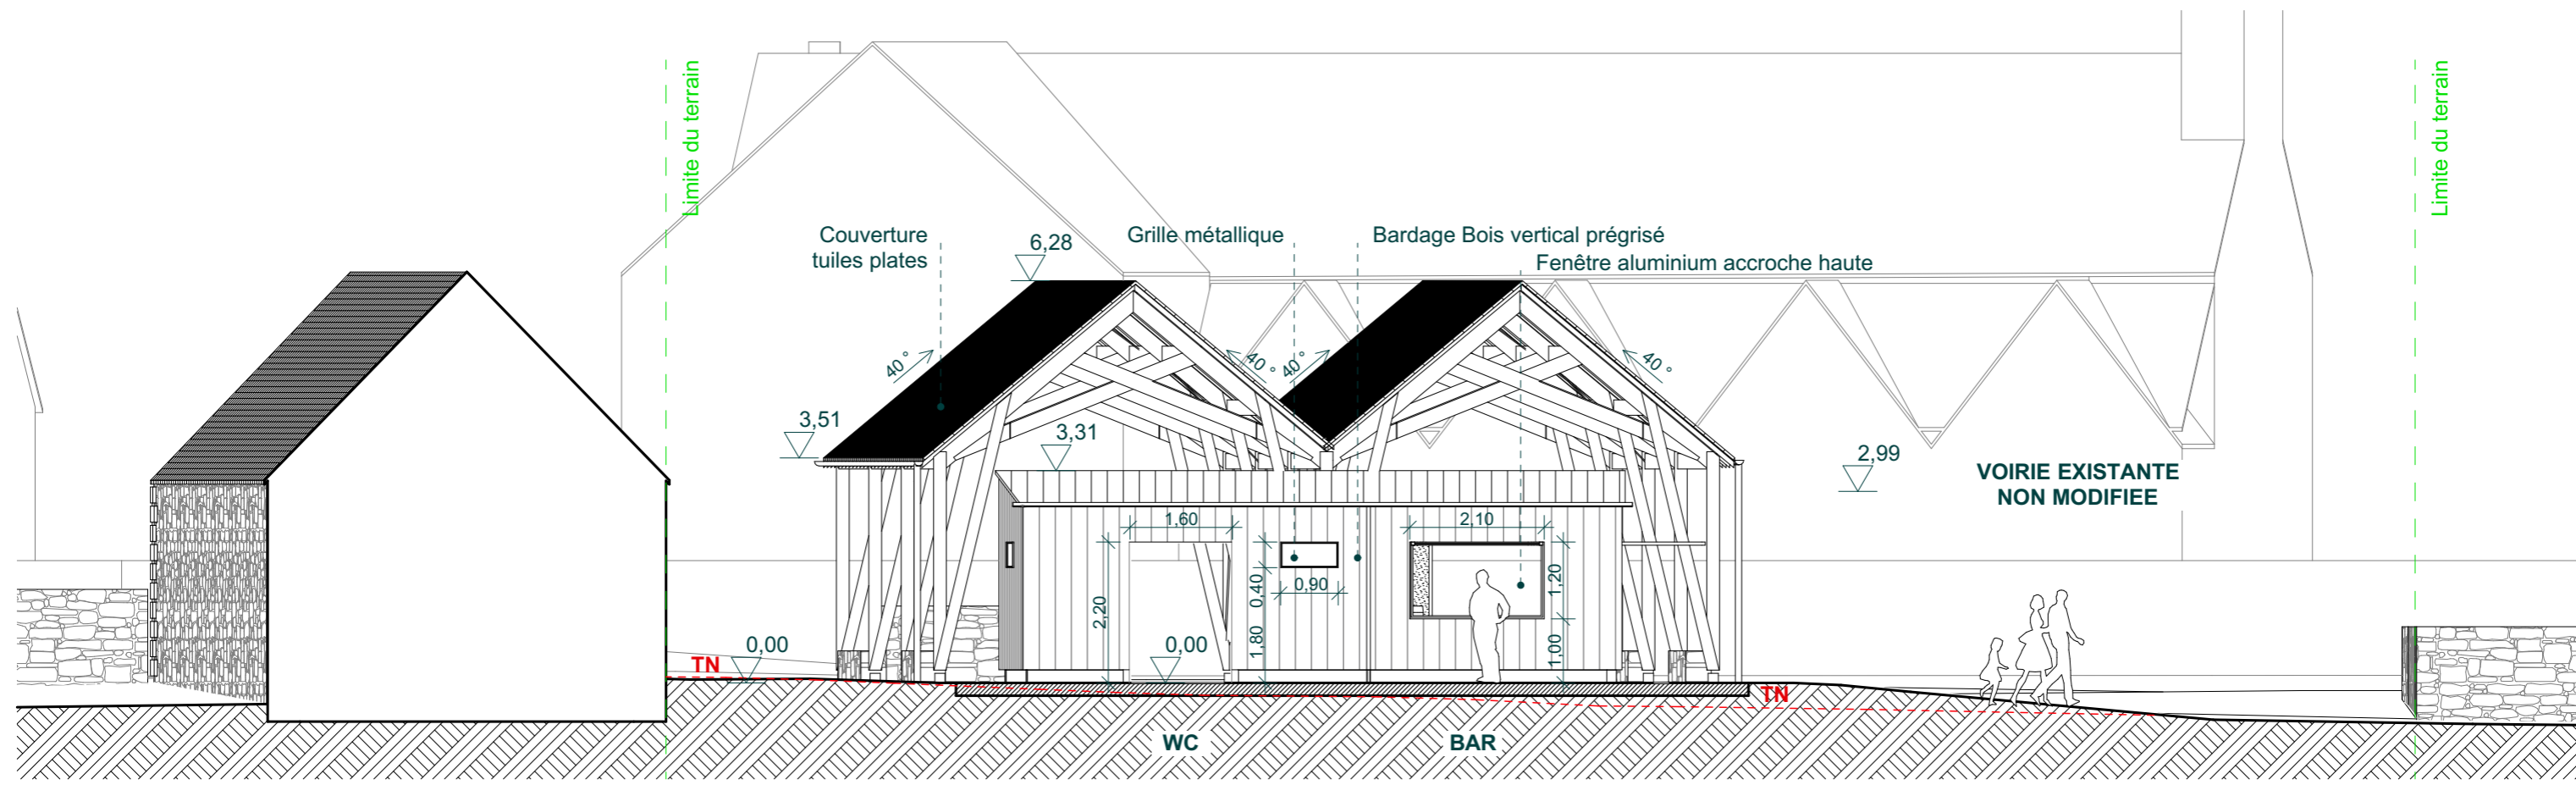 Limite du terrain
Limite du terrain
Couverture
tuiles plates
6,28
Grille métallique
Bardage Bois vertical prégrisé
Fenêtre aluminium accroche haute
40 °
40 °
40 °
40 °
3,51
3,31
2,99
VOIRIE EXISTANTE
NON MODIFIEE
1,60
2,10
2,20
0,40
0,90
1,20
1,80
1,00
0,00
0,00
TN
TN
WC
BAR